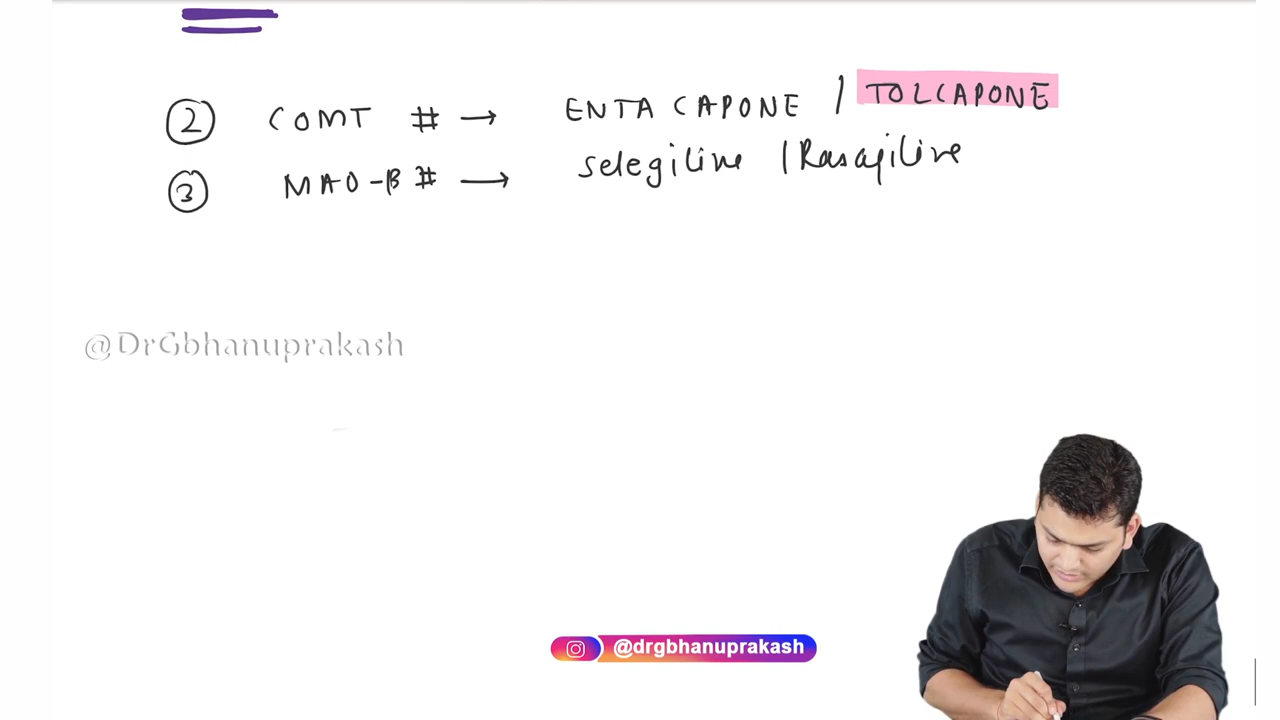 2 COMT # → ENTACAPONE / TOLCAPONE
3 MAO-B # → selegiline / Rasagiline
@DrGbhanuprakash
@drgbhanuprakash